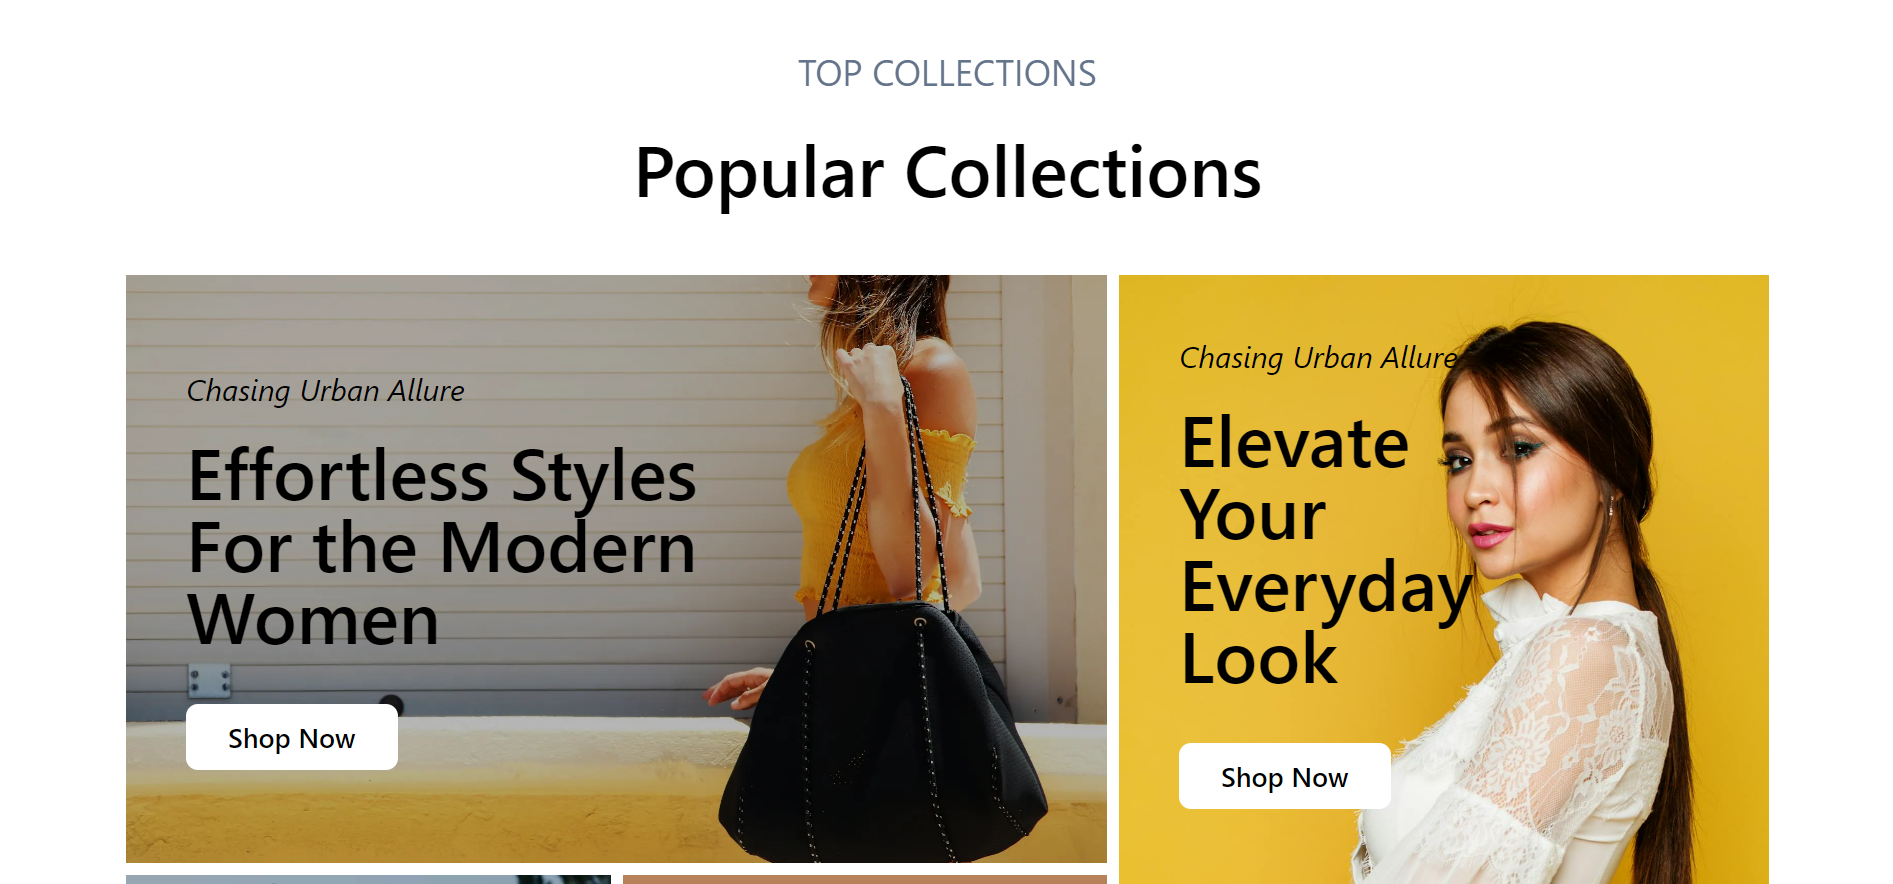 TOP COLLECTIONS
Popular Collections
Chasing Urban Allure
Effortless Styles
For the Modern
Women
Shop Now
Chasing Urban Allure
Elevate
Your
Everyday
Look
Shop Now